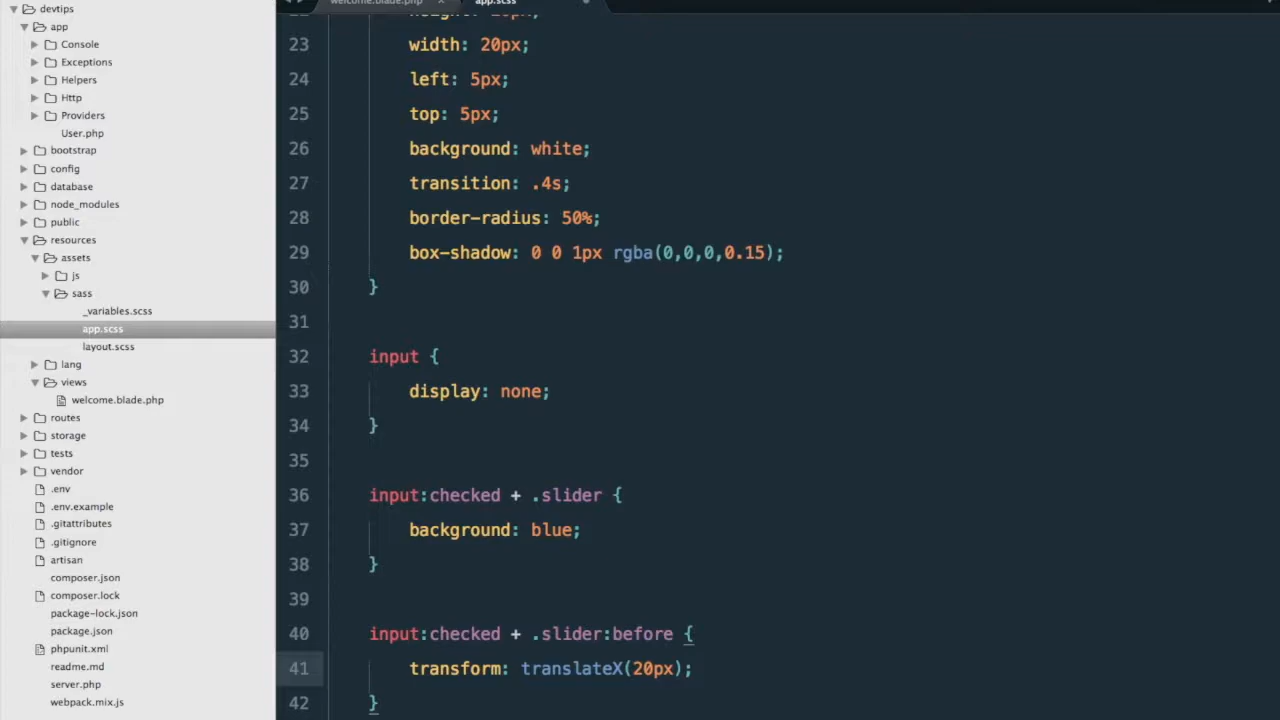 devtips
app
Console
Exceptions
Helpers
Http
Providers
User.php
bootstrap
config
database
node_modules
public
resources
assets
js
sass
_variables.scss
app.scss
layout.scss
lang
views
welcome.blade.php
routes
storage
tests
vendor
.env
.env.example
.gitattributes
.gitignore
artisan
composer.json
composer.lock
package-lock.json
package.json
phpunit.xml
readme.md
server.php
webpack.mix.js
welcome.blade.php ×
app.scss
23 width: 20px;
24 left: 5px;
25 top: 5px;
26 background: white;
27 transition: .4s;
28 border-radius: 50%;
29 box-shadow: 0 0 1px rgba(0,0,0,0.15);
30 }
31
32 input {
33 display: none;
34 }
35
36 input:checked + .slider {
37 background: blue;
38 }
39
40 input:checked + .slider:before {
41 transform: translateX(20px);
42 }